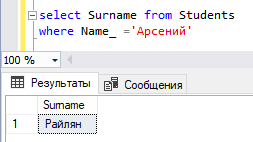 select Surname from Students
where Name_ ='Арсений'
100 %
Результаты Сообщения
Surname
1 Райлян